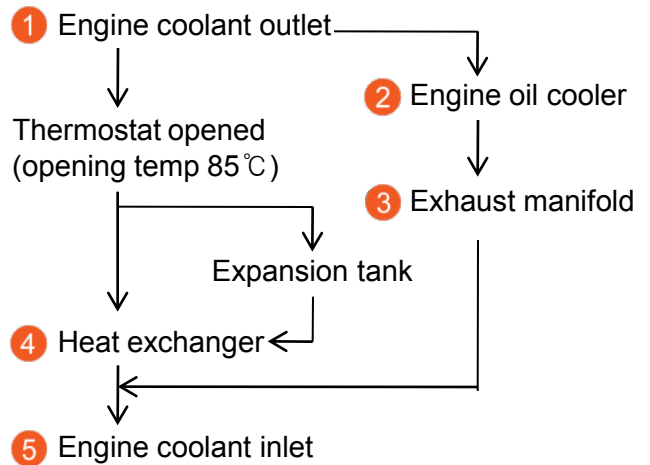 1 Engine coolant outlet
2 Engine oil cooler
Thermostat opened
(opening temp 85℃)
3 Exhaust manifold
Expansion tank
4 Heat exchanger
5 Engine coolant inlet